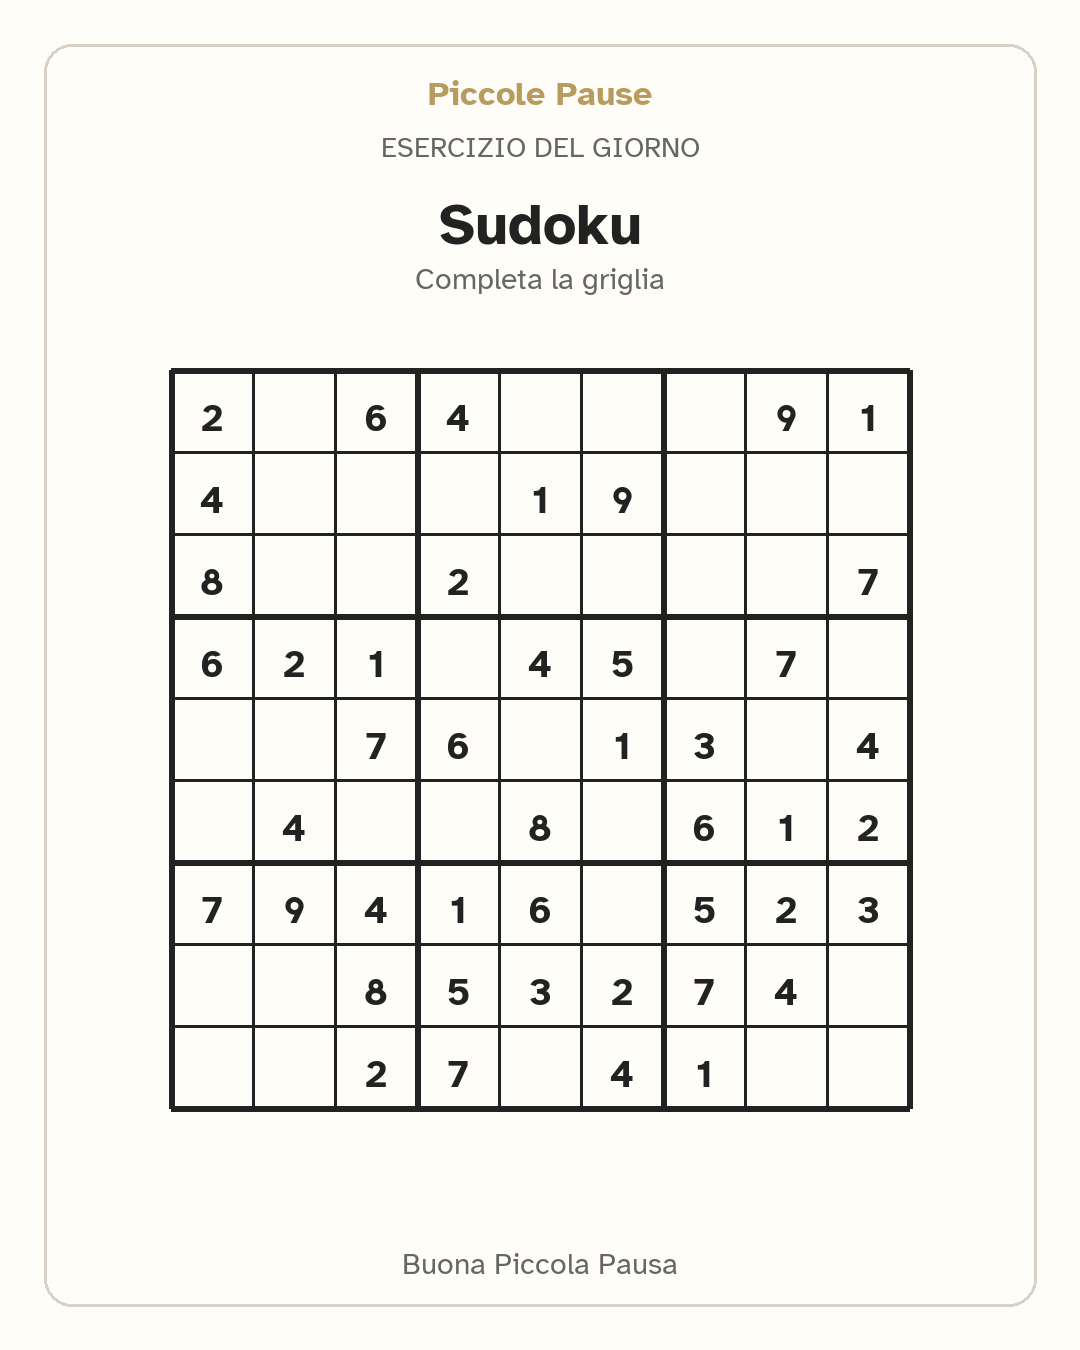 Piccole Pause
ESERCIZIO DEL GIORNO
Sudoku
Completa la griglia
2 6 4 9 1
4 1 9
8 2 7
6 2 1 4 5 7
7 6 1 3 4
4 8 6 1 2
7 9 4 1 6 5 2 3
8 5 3 2 7 4
2 7 4 1
Buona Piccola Pausa